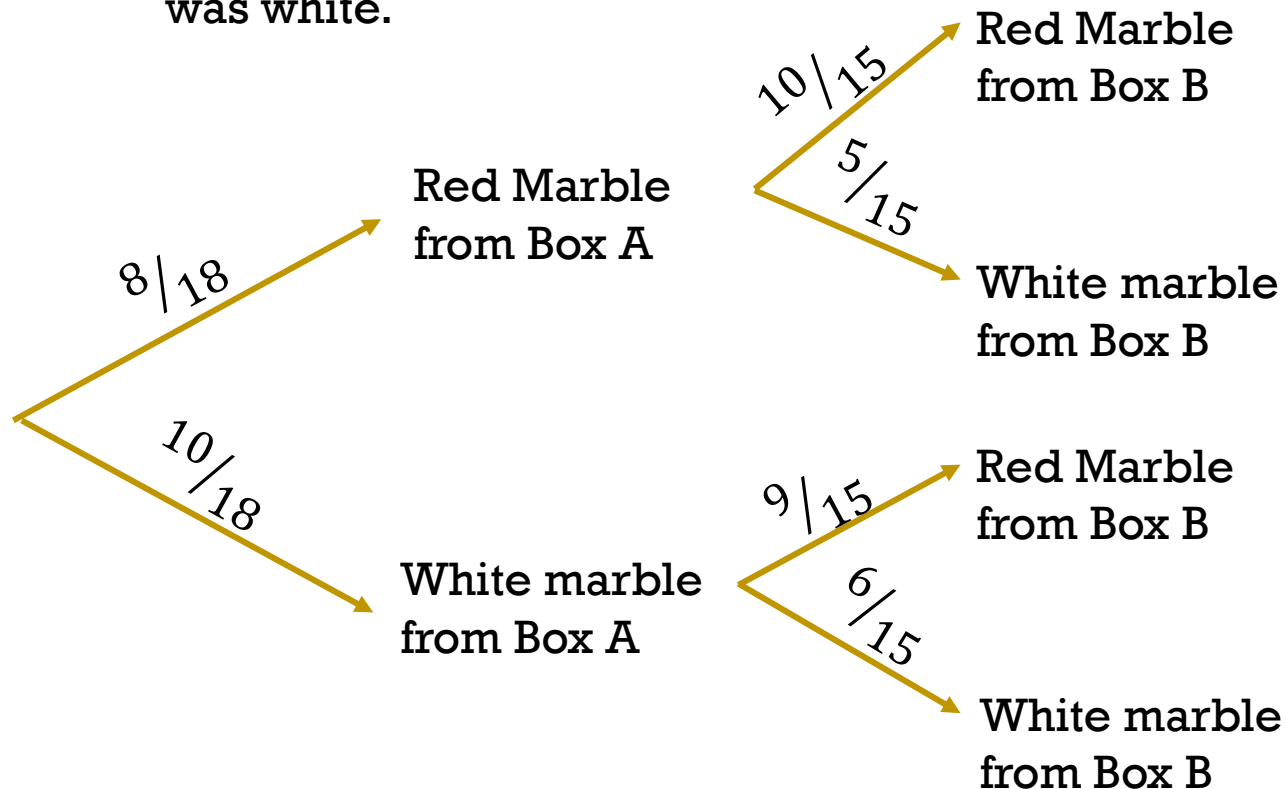 was white.
Red Marble
from Box B
10/15
5/15
Red Marble
from Box A
White marble
from Box B
8/18
10/18
Red Marble
from Box B
9/15
6/15
White marble
from Box A
White marble
from Box B